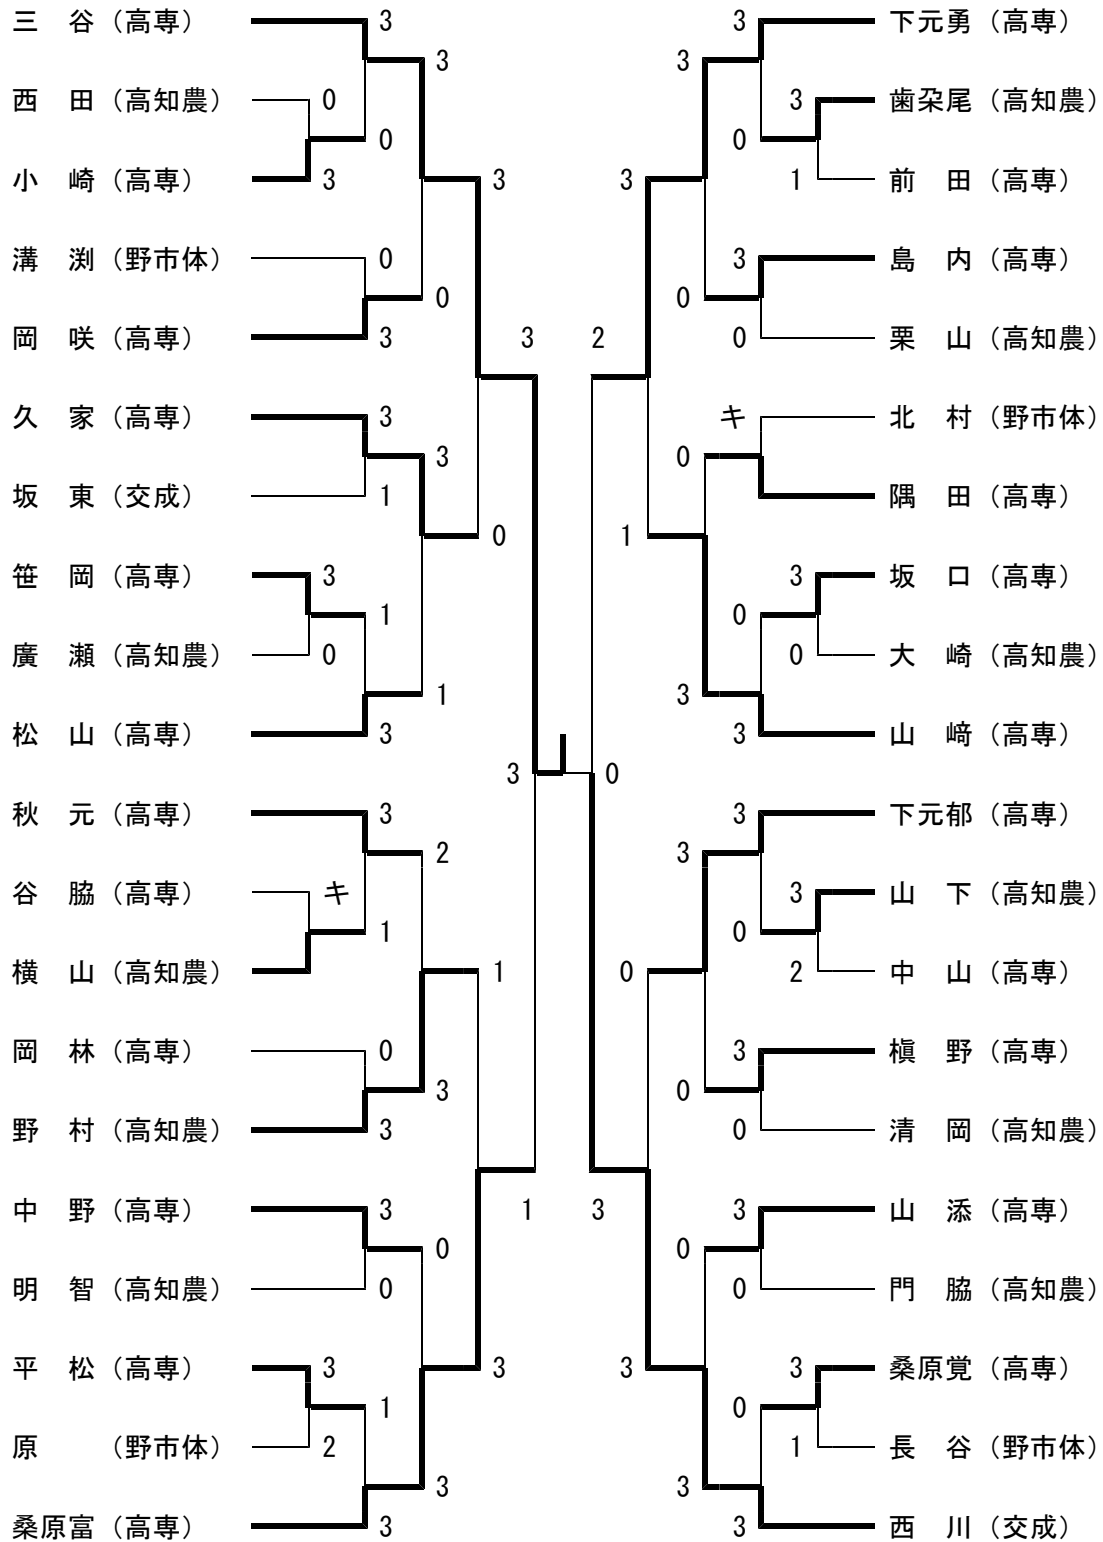 三　谷（高専） 3 3 下元勇（高専）
3 3
西　田（高知農） 0 3 歯朶尾（高知農）
0 0
小　崎（高専） 3 3 3 1 前　田（高専）
溝　渕（野市体） 0 3 島　内（高専）
0 0
岡　咲（高専） 3 3 2 0 栗　山（高知農）
久　家（高専） 3 キ 北　村（野市体）
3 0
坂　東（交成） 1 隅　田（高専）
0 1
笹　岡（高専） 3 3 坂　口（高専）
1 0
廣　瀬（高知農） 0 0 大　崎（高知農）
1 3
松　山（高専） 3 3 山　﨑（高専）
3 0
秋　元（高専） 3 3 下元郁（高専）
2 3
谷　脇（高専） キ 3 山　下（高知農）
1 0
横　山（高知農） 1 0 2 中　山（高専）
岡　林（高専） 0 3 槇　野（高専）
3 0
野　村（高知農） 3 0 清　岡（高知農）
中　野（高専） 3 1 3 3 山　添（高専）
0 0
明　智（高知農） 0 0 門　脇（高知農）
平　松（高専） 3 3 3 3 桑原覚（高専）
1 0
原　　（野市体） 2 1 長　谷（野市体）
3 3
桑原富（高専） 3 3 西　川（交成）